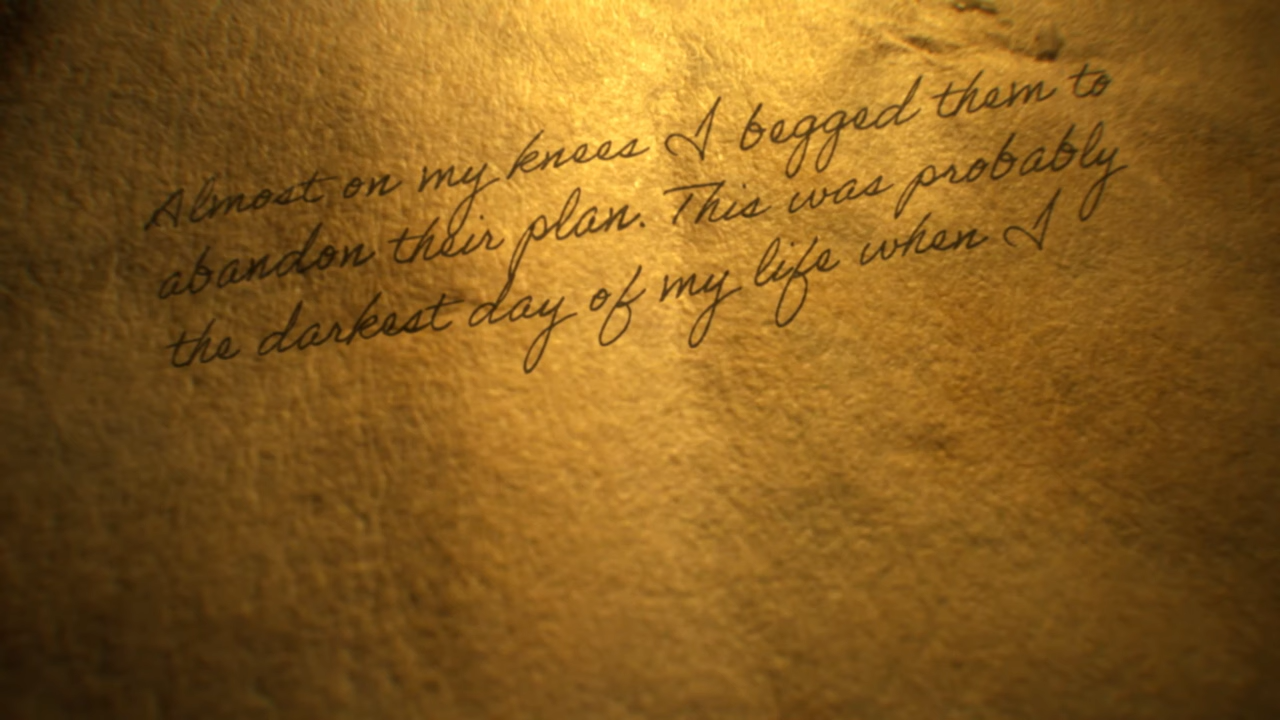 Almost on my knees I begged them to
abandon their plan. This was probably
the darkest day of my life when I